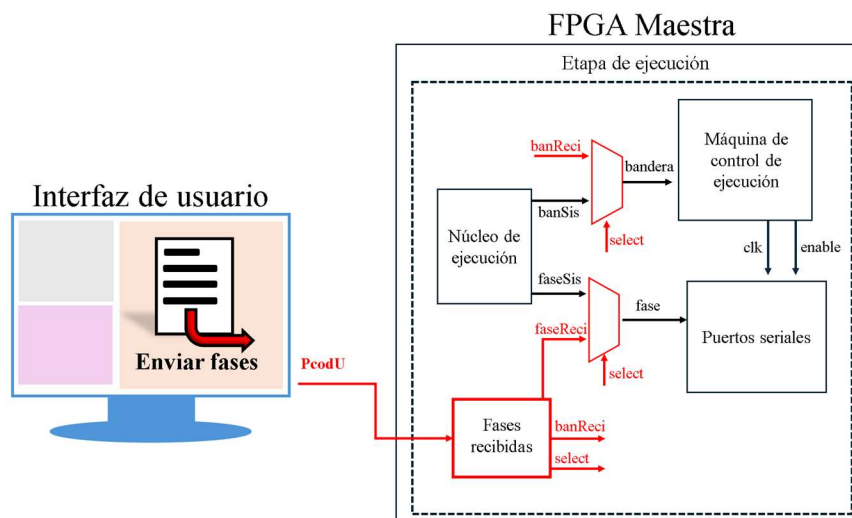 FPGA Maestra
Etapa de ejecución
Interfaz de usuario
Enviar fases
PcodU
banReci
bandera
banSis
select
Máquina de
control de
ejecución
Núcleo de
ejecución
clk
enable
faseSis
fase
faseReci
select
Puertos seriales
Fases
recibidas
banReci
select